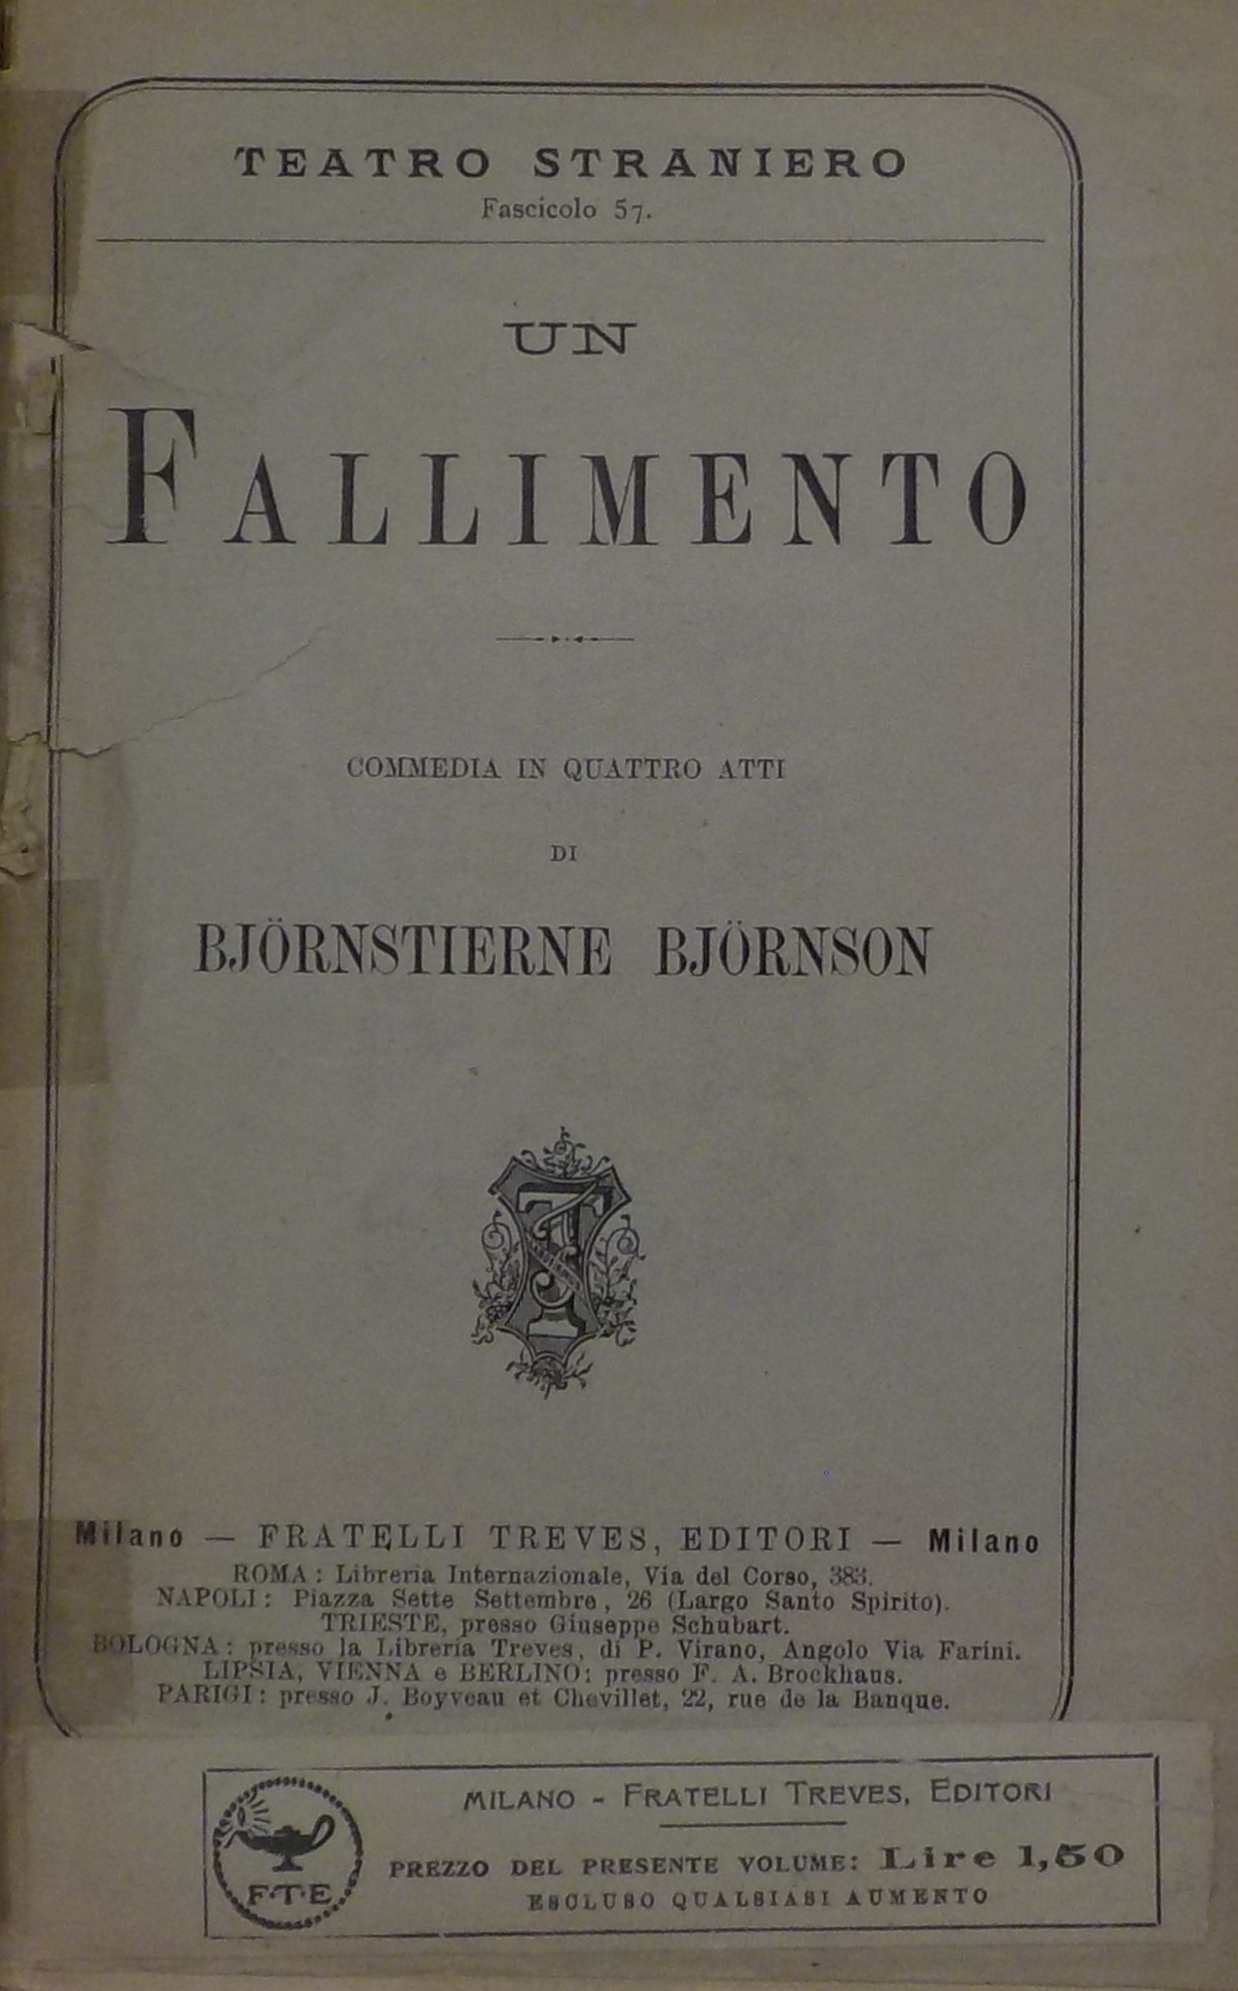 TEATRO STRANIERO
Fascicolo 57.
UN
FALLIMENTO
COMMEDIA IN QUATTRO ATTI
DI
BJÖRNSTIERNE BJÖRNSON
Milano — FRATELLI TREVES, EDITORI — Milano
ROMA: Libreria Internazionale, Via del Corso, 383.
NAPOLI: Piazza Sette Settembre, 26 (Largo Santo Spirito).
TRIESTE, presso Giuseppe Schubart.
BOLOGNA: presso la Libreria Treves, di P. Virano, Angolo Via Farini.
LIPSIA, VIENNA e BERLINO: presso F. A. Brockhaus.
PARIGI: presso J. Boyveau et Chevillet, 22, rue de la Banque.
MILANO - FRATELLI TREVES, EDITORI
PREZZO DEL PRESENTE VOLUME: Lire 1,50
ESCLUSO QUALSIASI AUMENTO
F·T·E